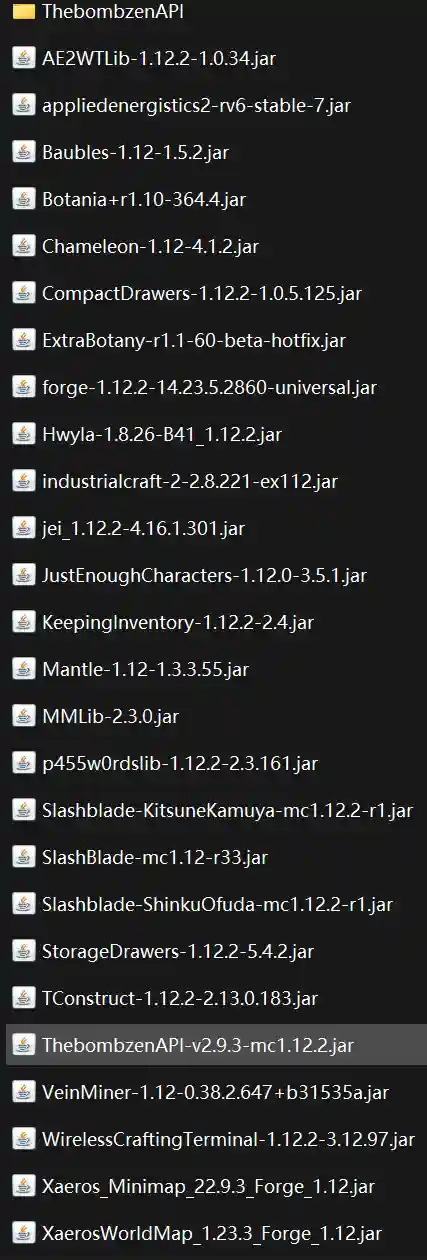 ThebombzenAPI
AE2WTLib-1.12.2-1.0.34.jar
appliedenergistics2-rv6-stable-7.jar
Baubles-1.12-1.5.2.jar
Botania+r1.10-364.4.jar
Chameleon-1.12-4.1.2.jar
CompactDrawers-1.12.2-1.0.5.125.jar
ExtraBotany-r1.1-60-beta-hotfix.jar
forge-1.12.2-14.23.5.2860-universal.jar
Hwyla-1.8.26-B41_1.12.2.jar
industrialcraft-2-2.8.221-ex112.jar
jei_1.12.2-4.16.1.301.jar
JustEnoughCharacters-1.12.0-3.5.1.jar
KeepingInventory-1.12.2-2.4.jar
Mantle-1.12-1.3.3.55.jar
MMLib-2.3.0.jar
p455w0rdslib-1.12.2-2.3.161.jar
Slashblade-KitsuneKamuya-mc1.12.2-r1.jar
SlashBlade-mc1.12-r33.jar
Slashblade-ShinkuOfuda-mc1.12.2-r1.jar
StorageDrawers-1.12.2-5.4.2.jar
TConstruct-1.12.2-2.13.0.183.jar
ThebombzenAPI-v2.9.3-mc1.12.2.jar
VeinMiner-1.12-0.38.2.647+b31535a.jar
WirelessCraftingTerminal-1.12.2-3.12.97.jar
Xaeros_Minimap_22.9.3_Forge_1.12.jar
XaerosWorldMap_1.23.3_Forge_1.12.jar